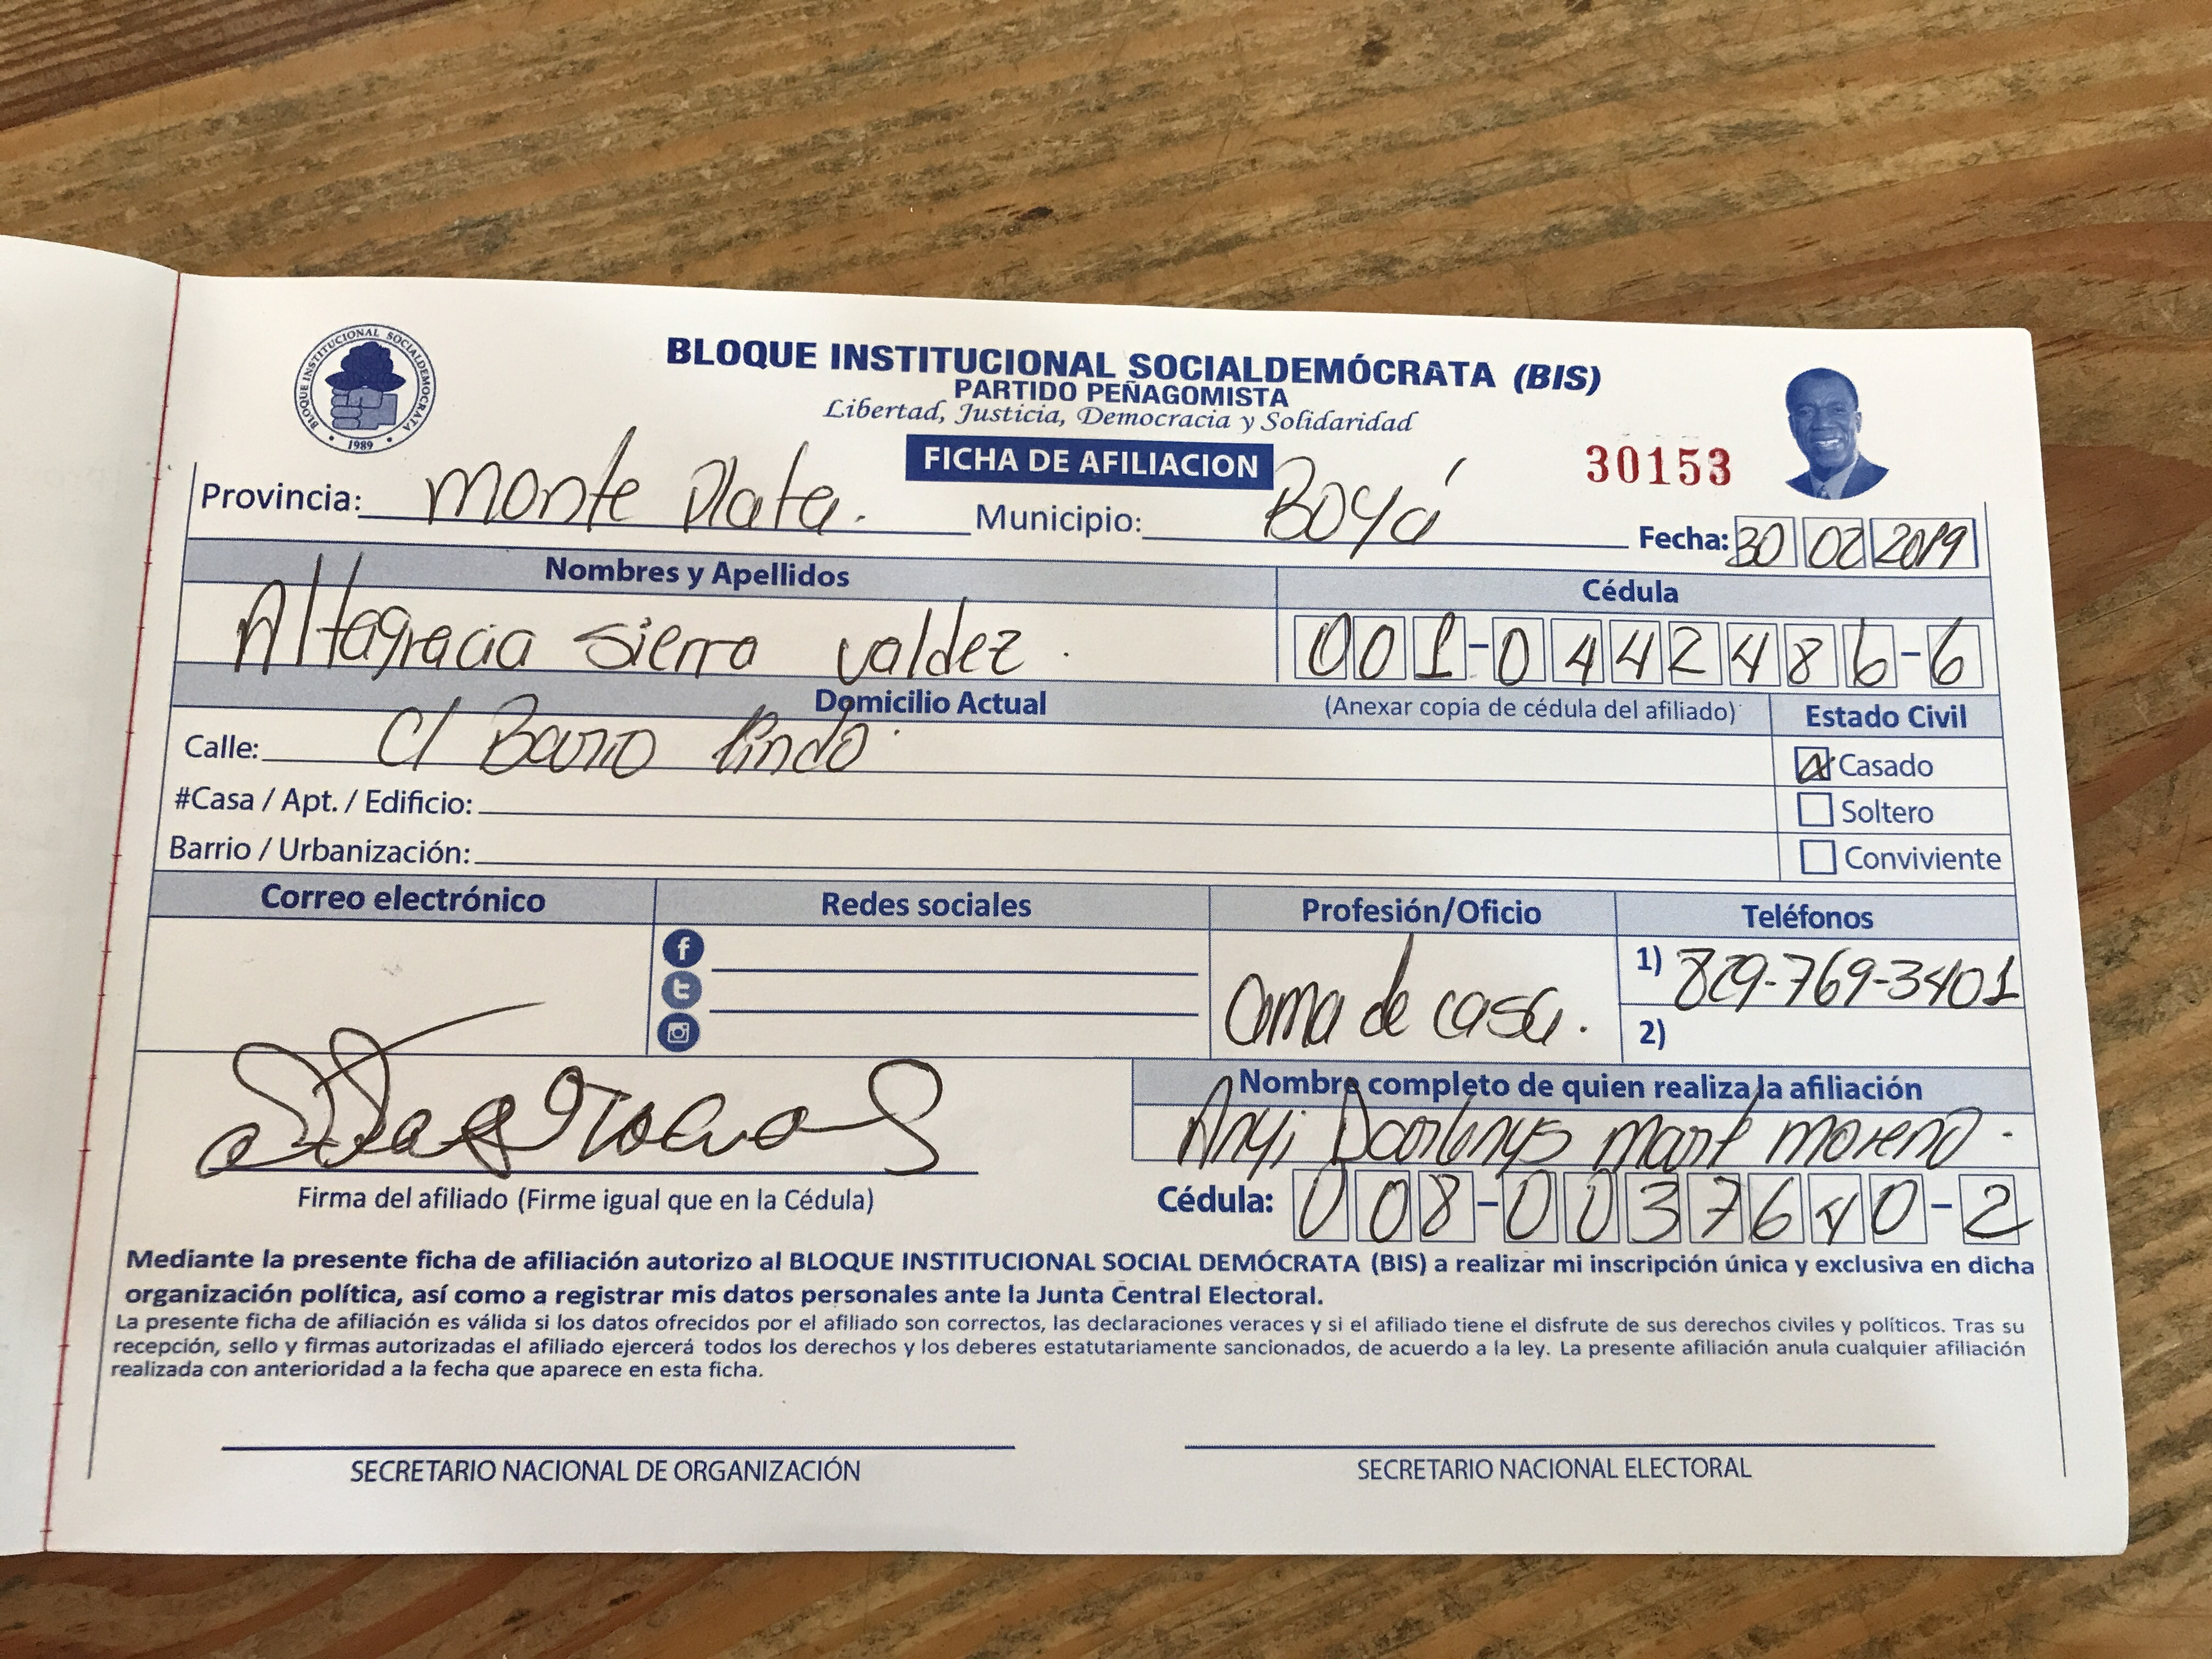 BLOQUE INSTITUCIONAL SOCIALDEMÓCRATA
1989
BLOQUE INSTITUCIONAL SOCIALDEMÓCRATA (BIS)
PARTIDO PEÑAGOMISTA
Libertad, Justicia, Democracia y Solidaridad
FICHA DE AFILIACION
30153
Provincia: Monte Plata. Municipio: Boyá Fecha: 30 02 2019
Nombres y Apellidos Cédula
Altagracia Sierra valdez. 001-0442486-6
Domicilio Actual (Anexar copia de cédula del afiliado) Estado Civil
Calle: C/ Barrio lindo. Casado
#Casa / Apt. / Edificio: Soltero
Barrio / Urbanización: Conviviente
Correo electrónico Redes sociales Profesión/Oficio Teléfonos
ama de casa. 1) 829-769-3401
2)
Nombre completo de quien realiza la afiliación
moreno.
Firma del afiliado (Firme igual que en la Cédula) Cédula: 008-0037640-2
Mediante la presente ficha de afiliación autorizo al BLOQUE INSTITUCIONAL SOCIAL DEMÓCRATA (BIS) a realizar mi inscripción única y exclusiva en dicha
organización política, así como a registrar mis datos personales ante la Junta Central Electoral.
La presente ficha de afiliación es válida si los datos ofrecidos por el afiliado son correctos, las declaraciones veraces y si el afiliado tiene el disfrute de sus derechos civiles y políticos. Tras su
recepción, sello y firmas autorizadas el afiliado ejercerá todos los derechos y los deberes estatutariamente sancionados, de acuerdo a la ley. La presente afiliación anula cualquier afiliación
realizada con anterioridad a la fecha que aparece en esta ficha.
SECRETARIO NACIONAL DE ORGANIZACIÓN SECRETARIO NACIONAL ELECTORAL